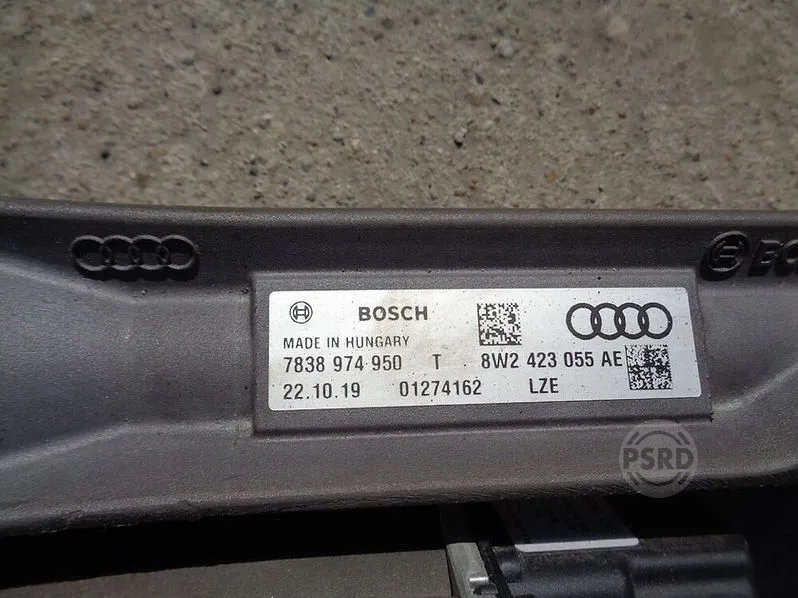 BOSCH
MADE IN HUNGARY
7838 974 950 T 8W2 423 055 AE
22.10.19 01274162 LZE
PSRD